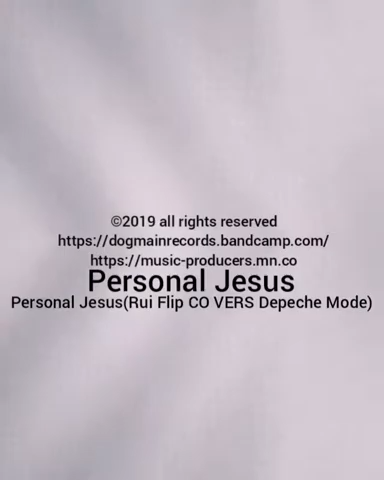 ©2019 all rights reserved
https://dogmainrecords.bandcamp.com/
https://music-producers.mn.co
Personal Jesus
Personal Jesus(Rui Flip CO VERS Depeche Mode)